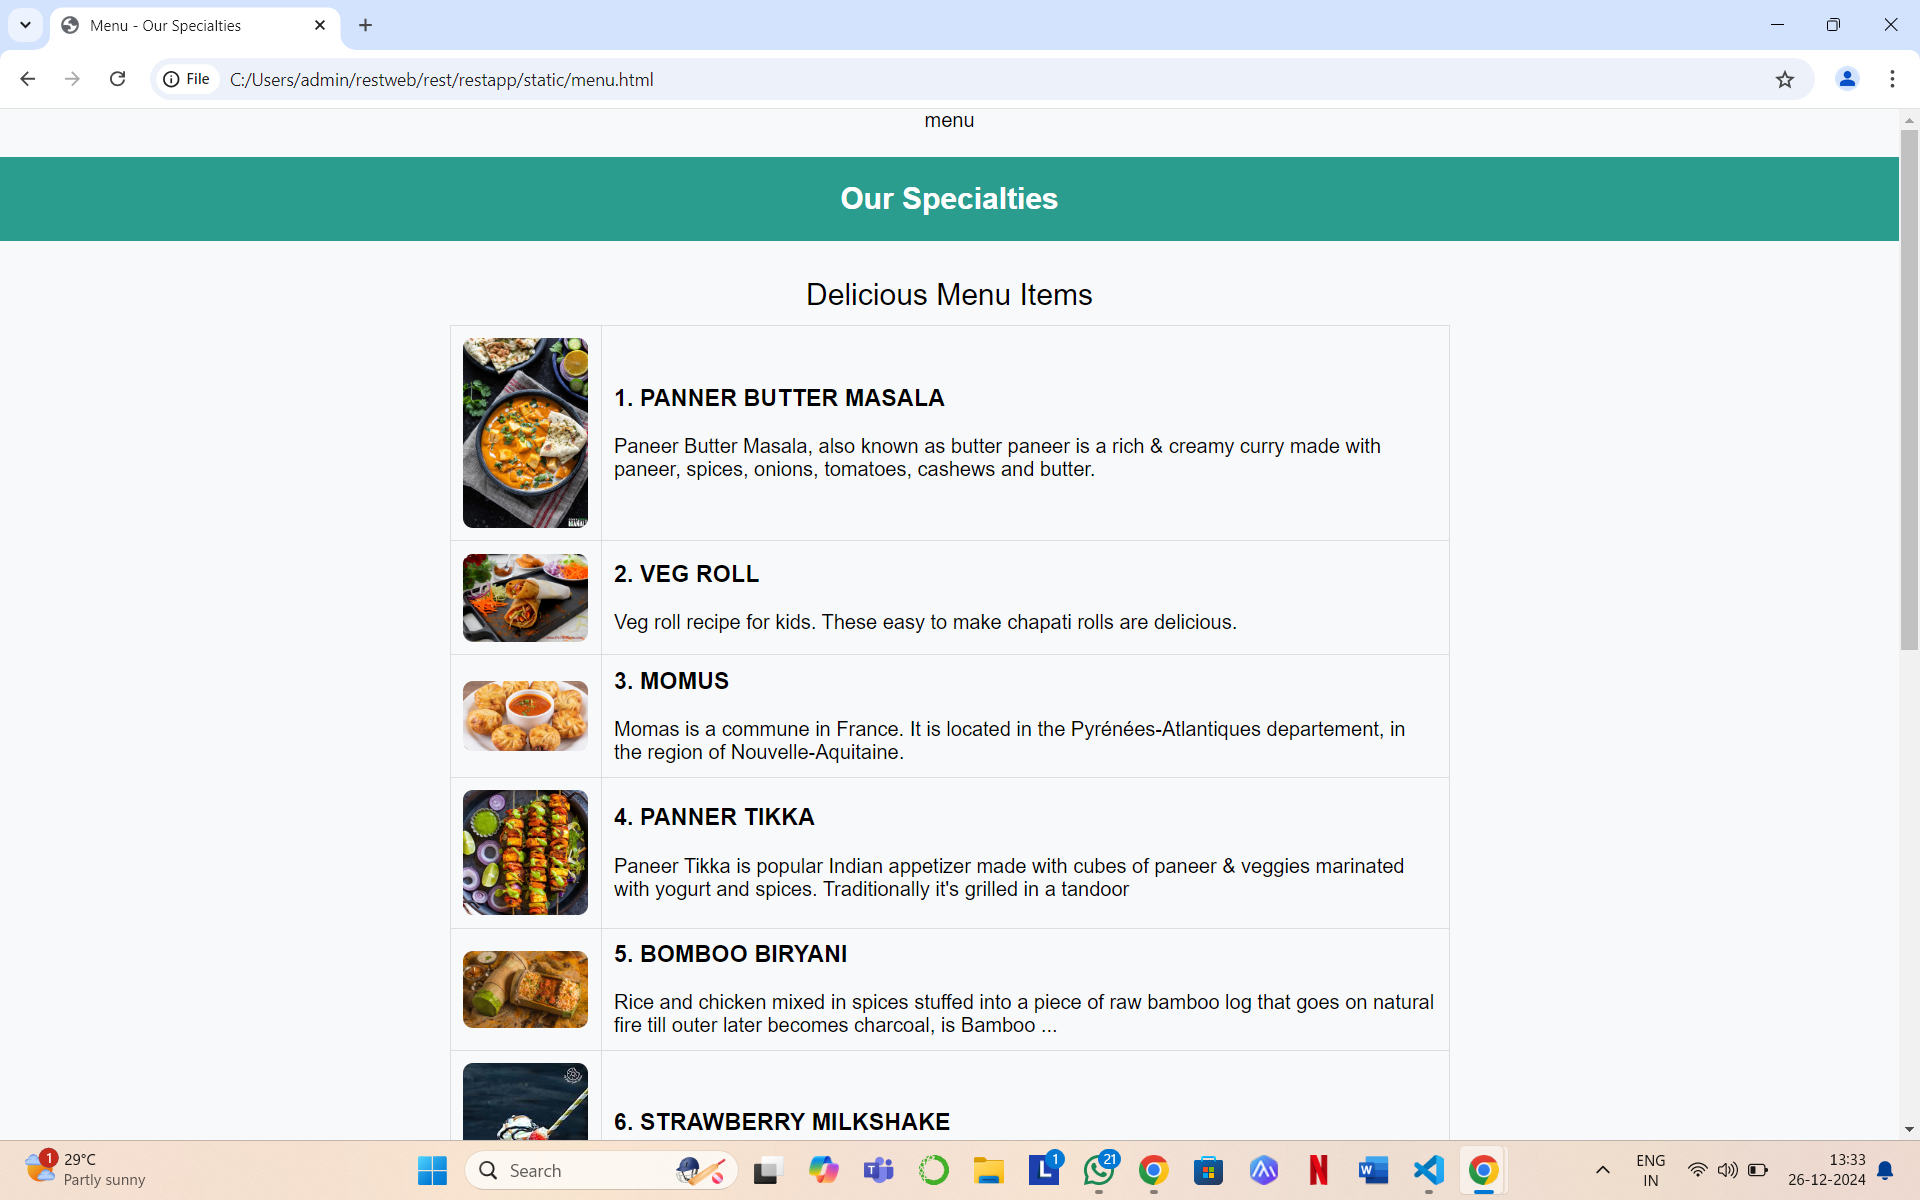 Menu - Our Specialties
File
C:/Users/admin/restweb/rest/restapp/static/menu.html
menu
Our Specialties
Delicious Menu Items
1. PANNER BUTTER MASALA
Paneer Butter Masala, also known as butter paneer is a rich & creamy curry made with
paneer, spices, onions, tomatoes, cashews and butter.
2. VEG ROLL
Veg roll recipe for kids. These easy to make chapati rolls are delicious.
3. MOMUS
Momas is a commune in France. It is located in the Pyrénées-Atlantiques departement, in
the region of Nouvelle-Aquitaine.
4. PANNER TIKKA
Paneer Tikka is popular Indian appetizer made with cubes of paneer & veggies marinated
with yogurt and spices. Traditionally it's grilled in a tandoor
5. BOMBOO BIRYANI
Rice and chicken mixed in spices stuffed into a piece of raw bamboo log that goes on natural
fire till outer later becomes charcoal, is Bamboo ...
6. STRAWBERRY MILKSHAKE
1
29°C
Partly sunny
Search
1
21
ENG
IN
13:33
26-12-2024